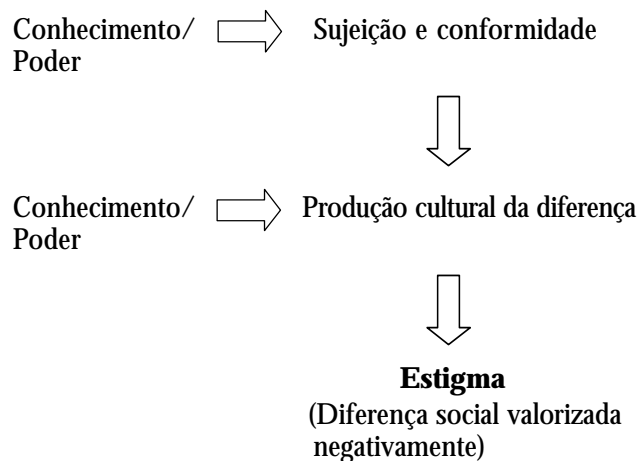 Conhecimento/ Sujeição e conformidade
Poder
Conhecimento/ Produção cultural da diferença
Poder
Estigma
(Diferença social valorizada
negativamente)